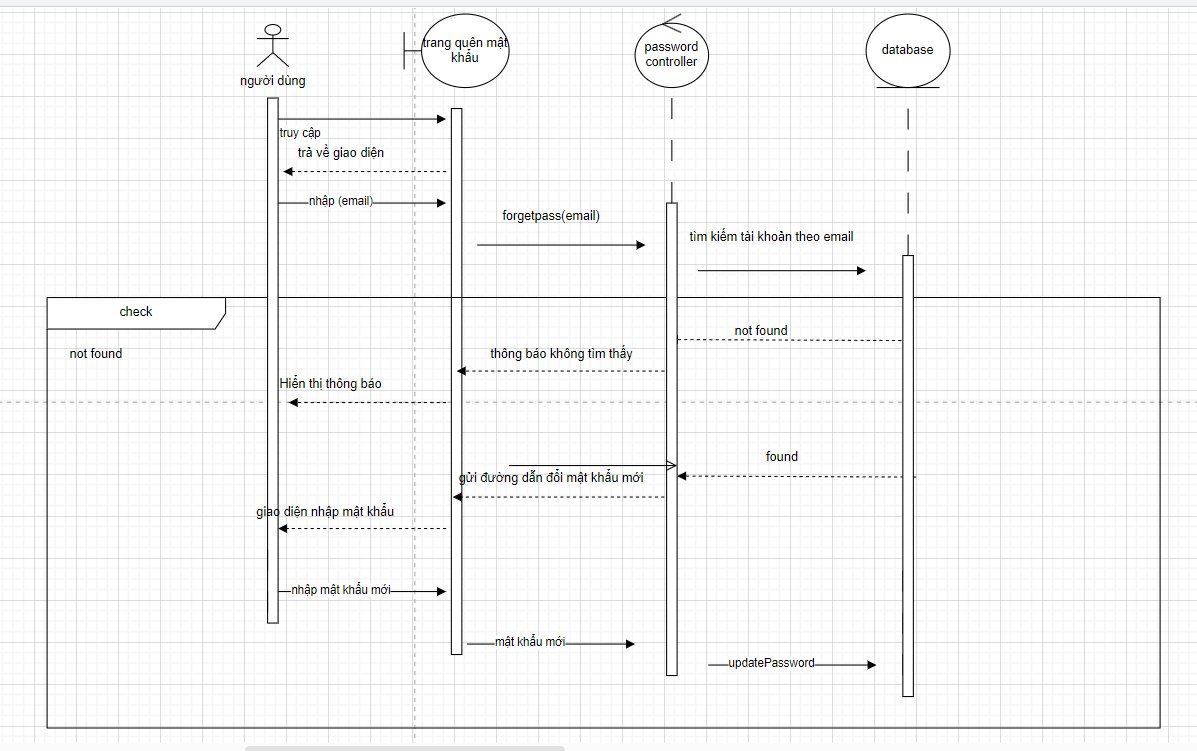 người dùng
trang quên mật
khẩu
password
controller
database
truy cập
trả về giao diện
nhập (email)
forgetpass(email)
tìm kiếm tài khoản theo email
check
not found
not found
thông báo không tìm thấy
Hiển thị thông báo
found
gửi đường dẫn đổi mật khẩu mới
giao diện nhập mật khẩu
nhập mật khẩu mới
mật khẩu mới
updatePassword